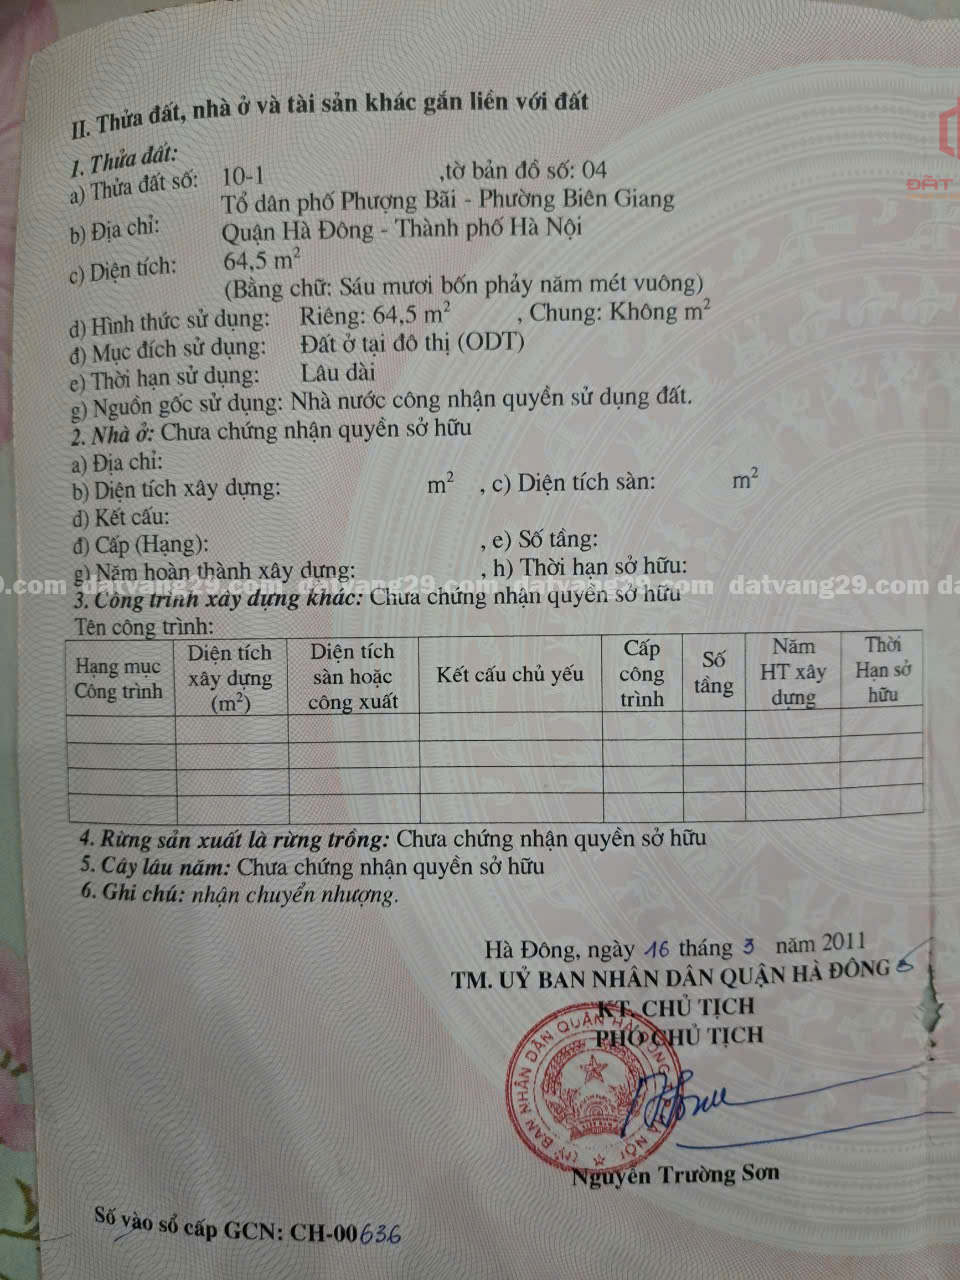 II. Thửa đất, nhà ở và tài sản khác gắn liền với đất
1. Thửa đất:
a) Thửa đất số: 10-1 ,tờ bản đồ số: 04
b) Địa chỉ: Tổ dân phố Phượng Bãi - Phường Biên Giang
Quận Hà Đông - Thành phố Hà Nội
c) Diện tích: 64,5 m²
(Bằng chữ: Sáu mươi bốn phảy năm mét vuông)
d) Hình thức sử dụng: Riêng: 64,5 m² , Chung: Không m²
đ) Mục đích sử dụng: Đất ở tại đô thị (ODT)
e) Thời hạn sử dụng: Lâu dài
g) Nguồn gốc sử dụng: Nhà nước công nhận quyền sử dụng đất.
2. Nhà ở: Chưa chứng nhận quyền sở hữu
a) Địa chỉ:
b) Diện tích xây dựng: m² , c) Diện tích sàn: m²
d) Kết cấu:
đ) Cấp (Hạng): , e) Số tầng:
g) Năm hoàn thành xây dựng: , h) Thời hạn sở hữu:
9.com datvang29.com datvang29.com datvang29.com da
3. Công trình xây dựng khác: Chưa chứng nhận quyền sở hữu
Tên công trình:
Hạng mục Công trình
Diện tích xây dựng (m²)
Diện tích sàn hoặc công xuất
Kết cấu chủ yếu
Cấp công trình
Số tầng
Năm HT xây dựng
Thời Hạn sở hữu
4. Rừng sản xuất là rừng trồng: Chưa chứng nhận quyền sở hữu
5. Cây lâu năm: Chưa chứng nhận quyền sở hữu
6. Ghi chú: nhận chuyển nhượng.
Hà Đông, ngày 16 tháng 3 năm 2011
TM. UỶ BAN NHÂN DÂN QUẬN HÀ ĐÔNG
KT. CHỦ TỊCH
PHÓ CHỦ TỊCH
Nguyễn Trường Sơn
Số vào sổ cấp GCN: CH-00636
ĐẤT